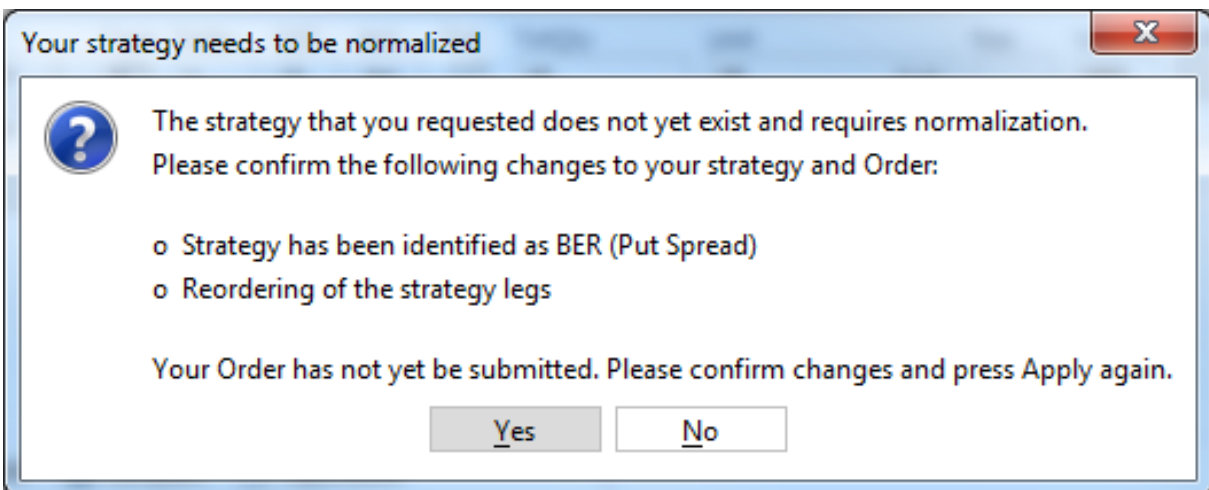 Your strategy needs to be normalized
The strategy that you requested does not yet exist and requires normalization.
Please confirm the following changes to your strategy and Order:
o Strategy has been identified as BER (Put Spread)
o Reordering of the strategy legs
Your Order has not yet be submitted. Please confirm changes and press Apply again.
Yes No